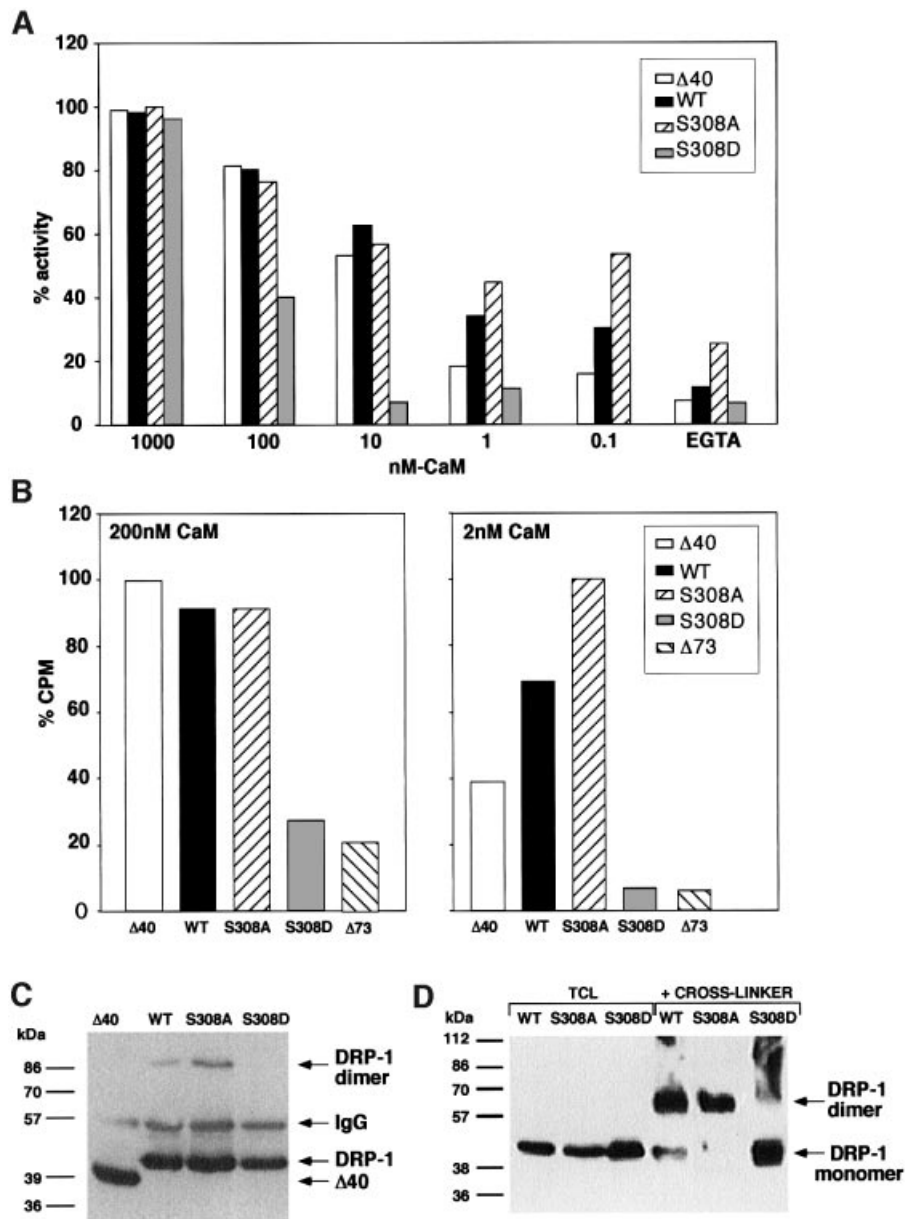 A
120
100
80
60
40
20
0
% activity
Δ40
WT
S308A
S308D
1000 100 10 1 0.1 EGTA
nM-CaM
B
120
100
80
60
40
20
0
% CPM
200nM CaM
Δ40 WT S308A S308D Δ73
2nM CaM
Δ40
WT
S308A
S308D
Δ73
Δ40 WT S308A S308D Δ73
C
kDa
Δ40 WT S308A S308D
86
70
57
39
36
DRP-1
dimer
IgG
DRP-1
Δ40
D
TCL + CROSS-LINKER
kDa
WT S308A S308D WT S308A S308D
112
86
70
57
38
36
DRP-1
dimer
DRP-1
monomer